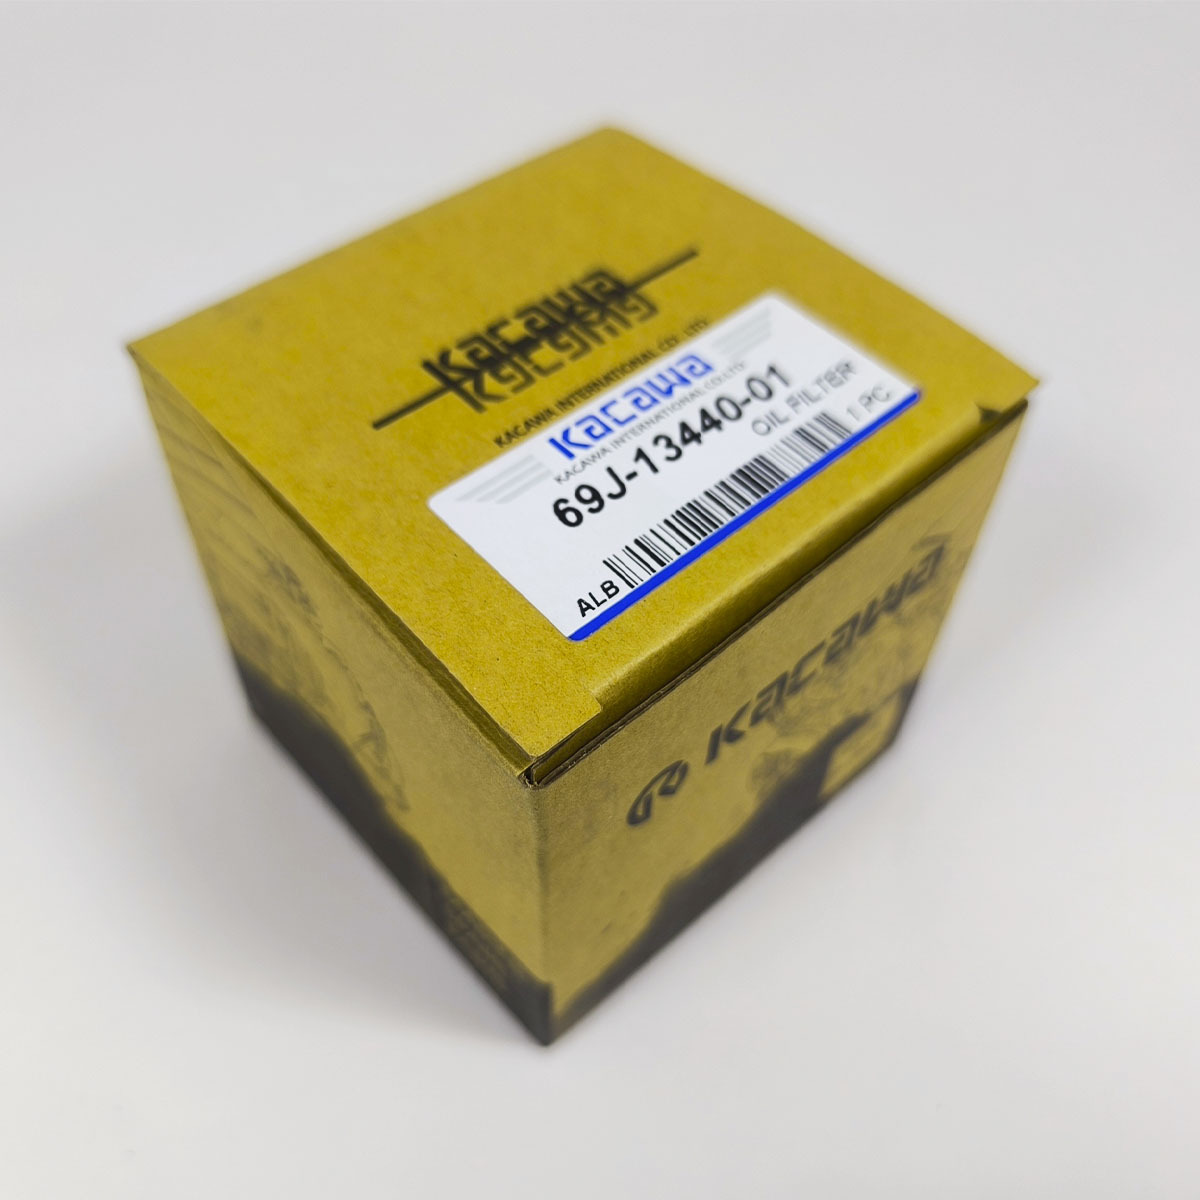 Kacawa
Kacawa
KACAWA INTERNATIONAL CO., LTD.
Kacawa
KACAWA INTERNATIONAL CO.LTD.
69J-13440-01
OIL FILTER
ALB
1 PC
Kacawa